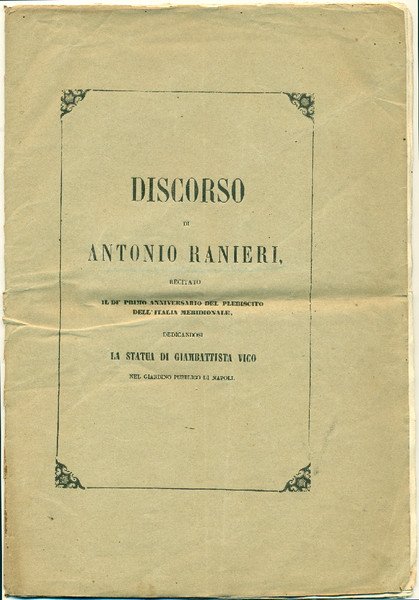 DISCORSO
DI
ANTONIO RANIERI,
RECITATO
IL DI' PRIMO ANNIVERSARIO DEL PLEBISCITO
DELL'ITALIA MERIDIONALE,
DEDICANDOSI
LA STATUA DI GIAMBATTISTA VICO
NEL GIARDINO PUBBLICO DI NAPOLI.